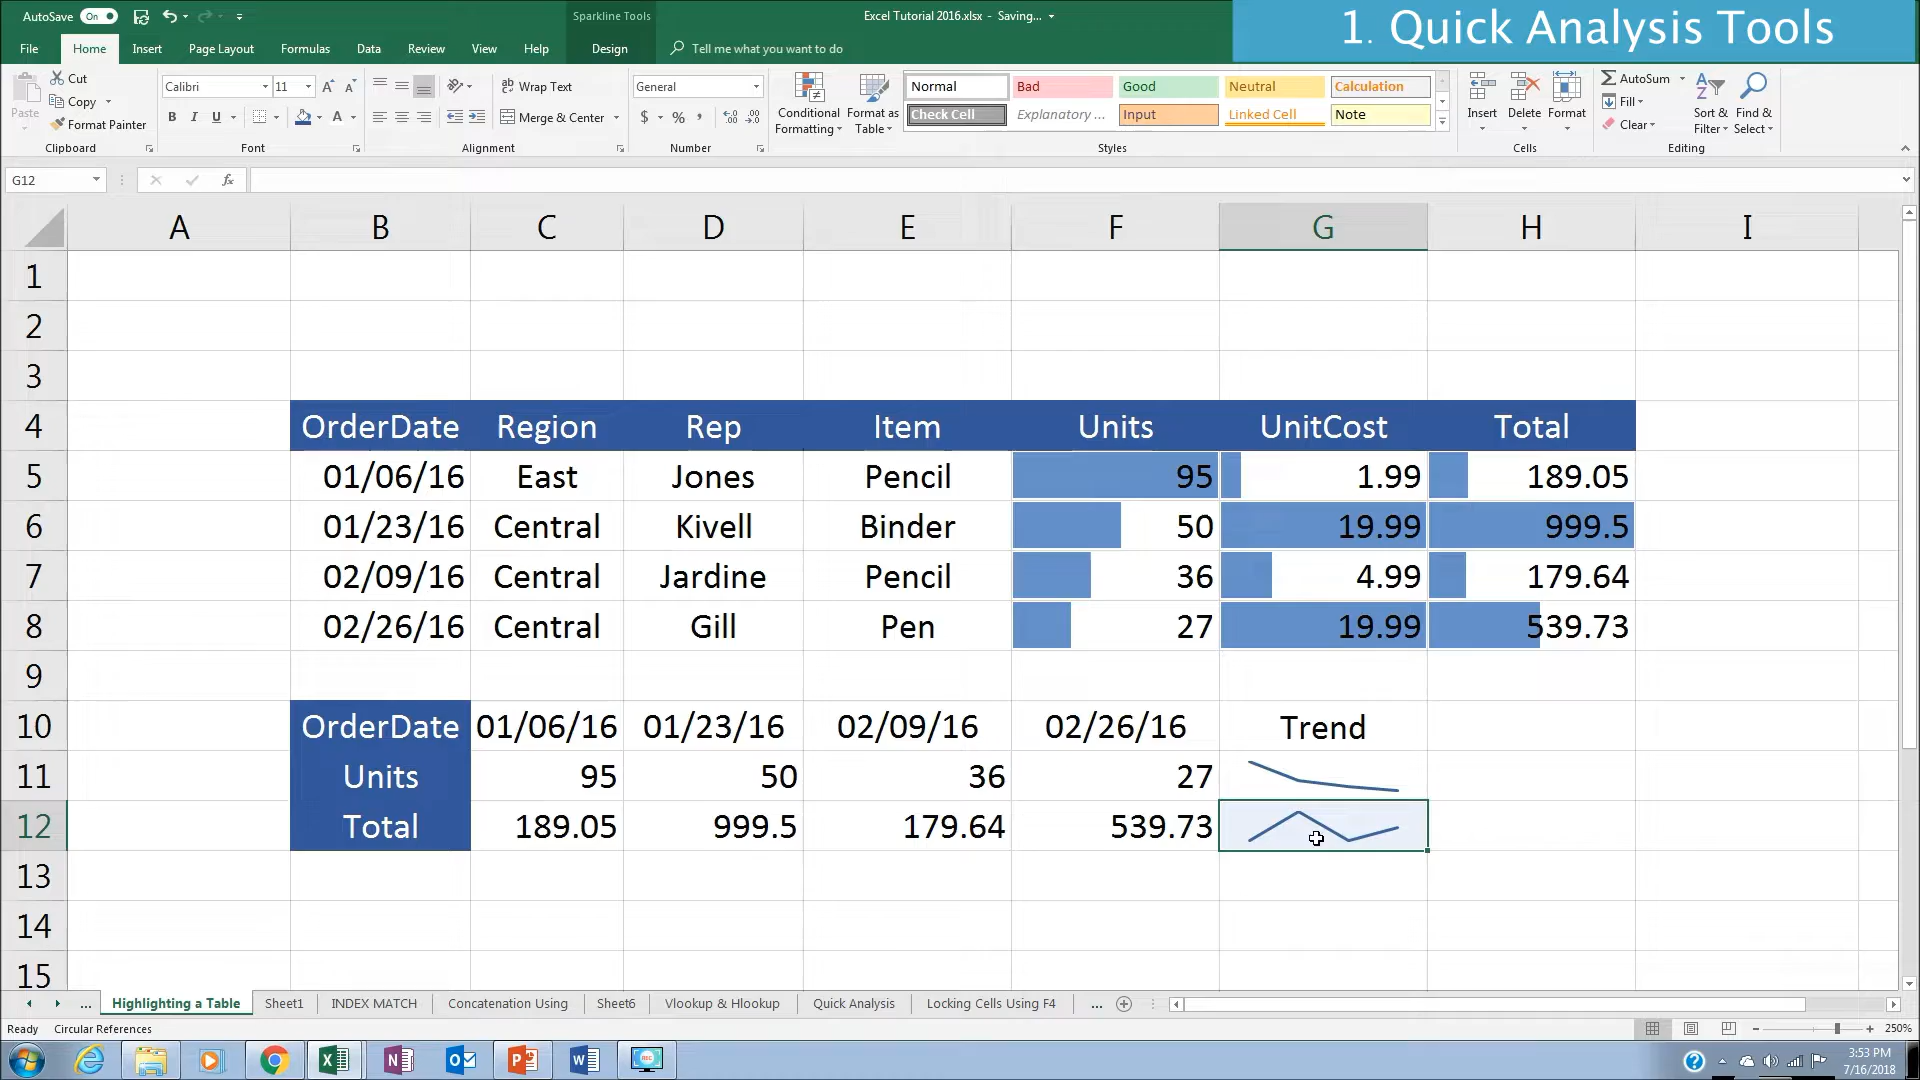 AutoSave On
Sparkline Tools
Excel Tutorial 2016.xlsx - Saving...
1. Quick Analysis Tools
File Home Insert Page Layout Formulas Data Review View Help Design Tell me what you want to do
Paste
Cut
Copy
Format Painter
Clipboard
Calibri 11
B I U
Font
Wrap Text
Merge & Center
Alignment
General
$ % ,
Number
Conditional Formatting
Format as Table
Normal Bad Good Neutral Calculation
Check Cell Explanatory ... Input Linked Cell Note
Styles
Insert Delete Format
Cells
AutoSum
Fill
Clear
Sort & Filter
Find & Select
Editing
G12 fx
A B C D E F G H I
1
2
3
4 OrderDate Region Rep Item Units UnitCost Total
5 01/06/16 East Jones Pencil 95 1.99 189.05
6 01/23/16 Central Kivell Binder 50 19.99 999.5
7 02/09/16 Central Jardine Pencil 36 4.99 179.64
8 02/26/16 Central Gill Pen 27 19.99 539.73
9
10 OrderDate 01/06/16 01/23/16 02/09/16 02/26/16 Trend
11 Units 95 50 36 27
12 Total 189.05 999.5 179.64 539.73
13
14
15
... Highlighting a Table Sheet1 INDEX MATCH Concatenation Using Sheet6 Vlookup & Hlookup Quick Analysis Locking Cells Using F4 ...
Ready Circular References 250%
3:53 PM
7/16/2018